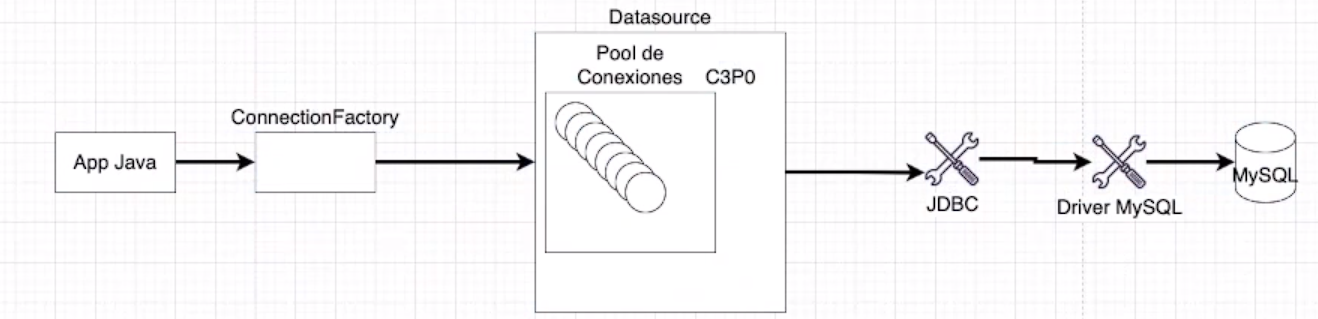 Datasource
Pool de
Conexiones
C3P0
ConnectionFactory
App Java
JDBC
Driver MySQL
MySQL